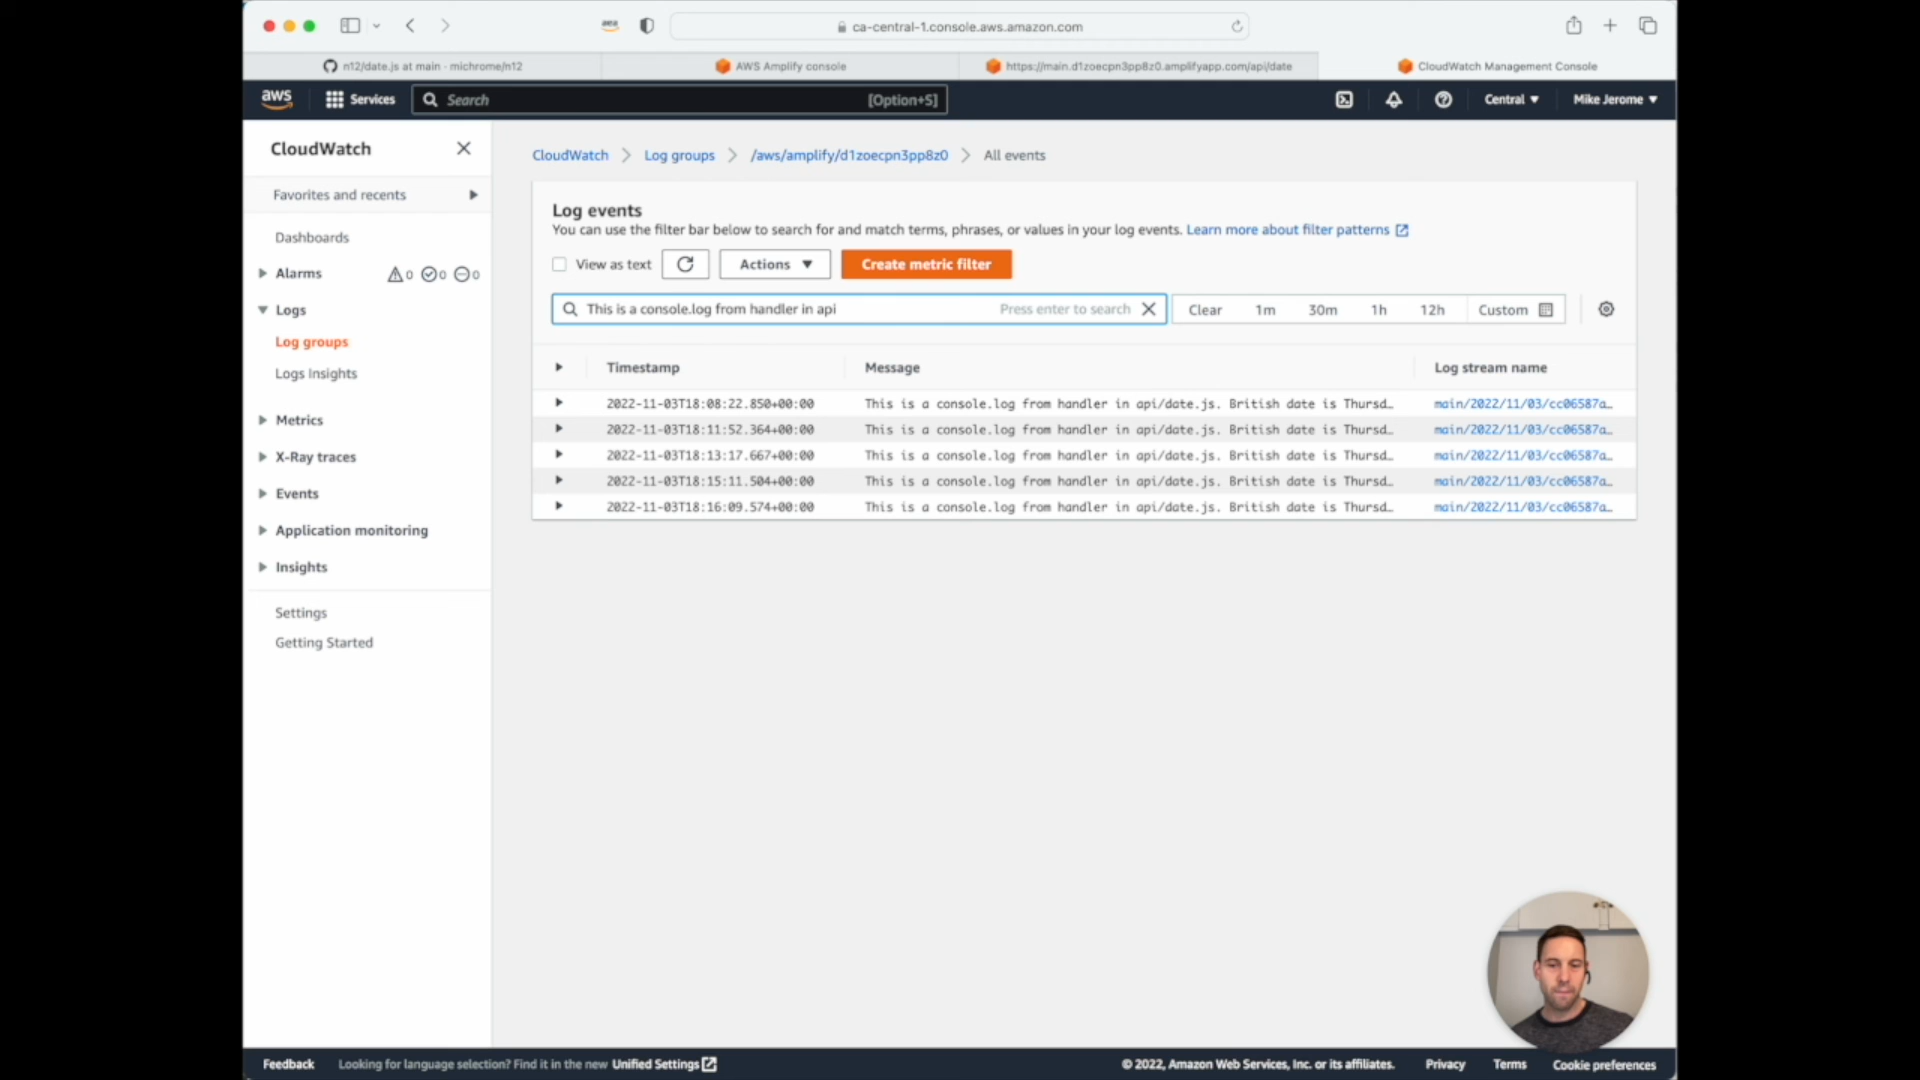 ca-central-1.console.aws.amazon.com
n12/date.js at main · michrome/n12
AWS Amplify console
https://main.d1zoecpn3pp8z0.amplifyapp.com/api/date
CloudWatch Management Console
aws
Services
Search
[Option+S]
Central ▼
Mike Jerome ▼
CloudWatch
CloudWatch
Log groups
/aws/amplify/d1zoecpn3pp8z0
All events
Favorites and recents
Dashboards
Alarms
0
0
0
Logs
Log groups
Logs Insights
Metrics
X-Ray traces
Events
Application monitoring
Insights
Settings
Getting Started
Log events
You can use the filter bar below to search for and match terms, phrases, or values in your log events. Learn more about filter patterns
View as text
Actions ▼
Create metric filter
This is a console.log from handler in api
Press enter to search
Clear
1m
30m
1h
12h
Custom
Timestamp
Message
Log stream name
2022-11-03T18:08:22.850+00:00 This is a console.log from handler in api/date.js. British date is Thursd… main/2022/11/03/cc06587a…
2022-11-03T18:11:52.364+00:00 This is a console.log from handler in api/date.js. British date is Thursd… main/2022/11/03/cc06587a…
2022-11-03T18:13:17.667+00:00 This is a console.log from handler in api/date.js. British date is Thursd… main/2022/11/03/cc06587a…
2022-11-03T18:15:11.504+00:00 This is a console.log from handler in api/date.js. British date is Thursd… main/2022/11/03/cc06587a…
2022-11-03T18:16:09.574+00:00 This is a console.log from handler in api/date.js. British date is Thursd… main/2022/11/03/cc06587a…
Feedback
Looking for language selection? Find it in the new Unified Settings
© 2022, Amazon Web Services, Inc. or its affiliates.
Privacy
Terms
Cookie preferences